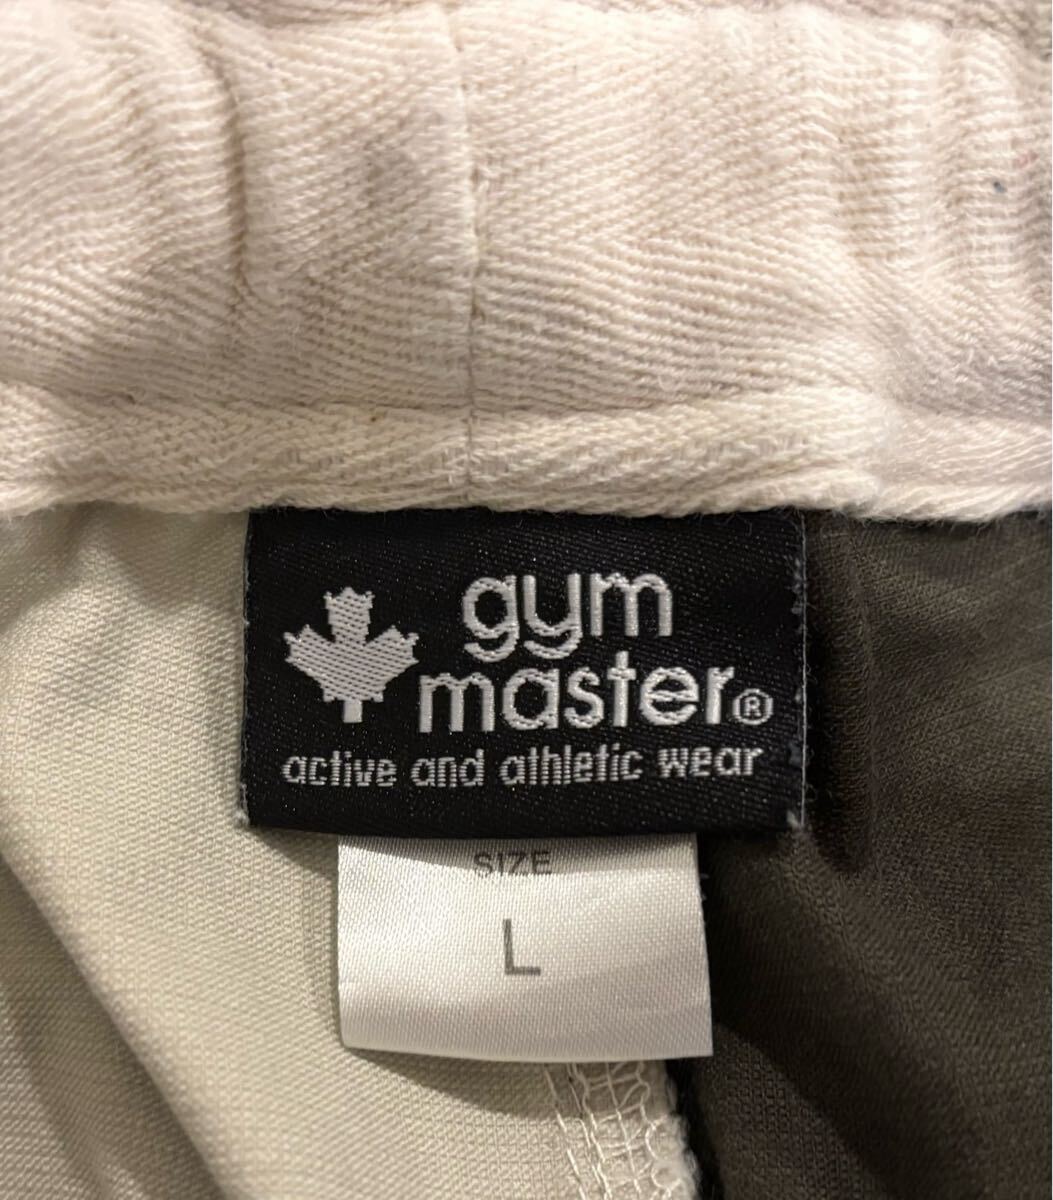 gym
master®
active and athletic wear
SIZE
L